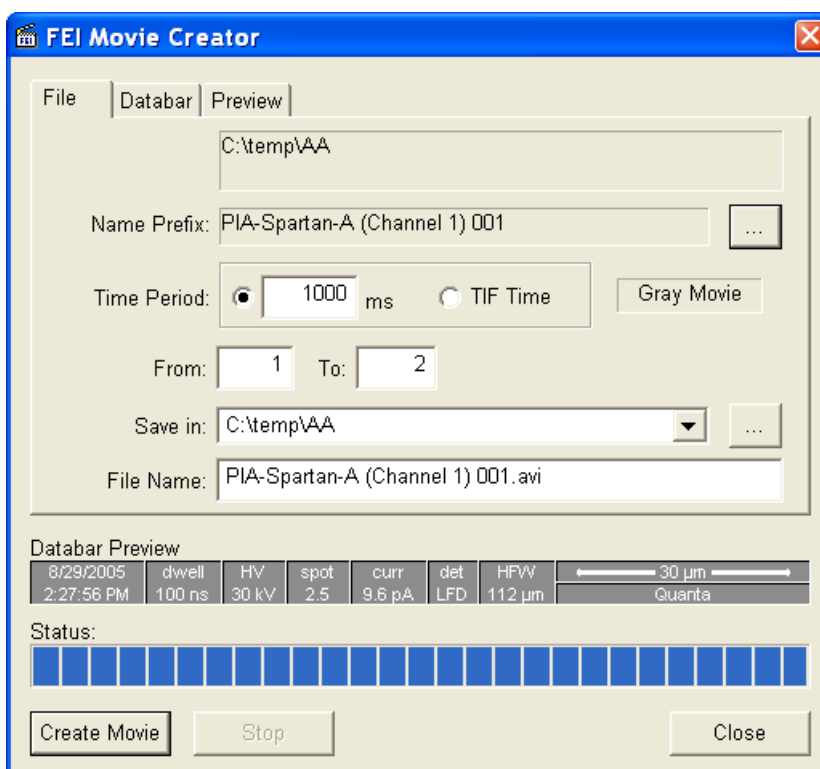 FEI Movie Creator
File Databar Preview
C:\temp\AA
Name Prefix: PIA-Spartan-A (Channel 1) 001 ...
Time Period: 1000 ms TIF Time Gray Movie
From: 1 To: 2
Save in: C:\temp\AA ...
File Name: PIA-Spartan-A (Channel 1) 001.avi
Databar Preview
8/29/2005 dwell HV spot curr det HFW 30 µm
2:27:56 PM 100 ns 30 kV 2.5 9.6 pA LFD 112 µm Quanta
Status:
Create Movie Stop Close